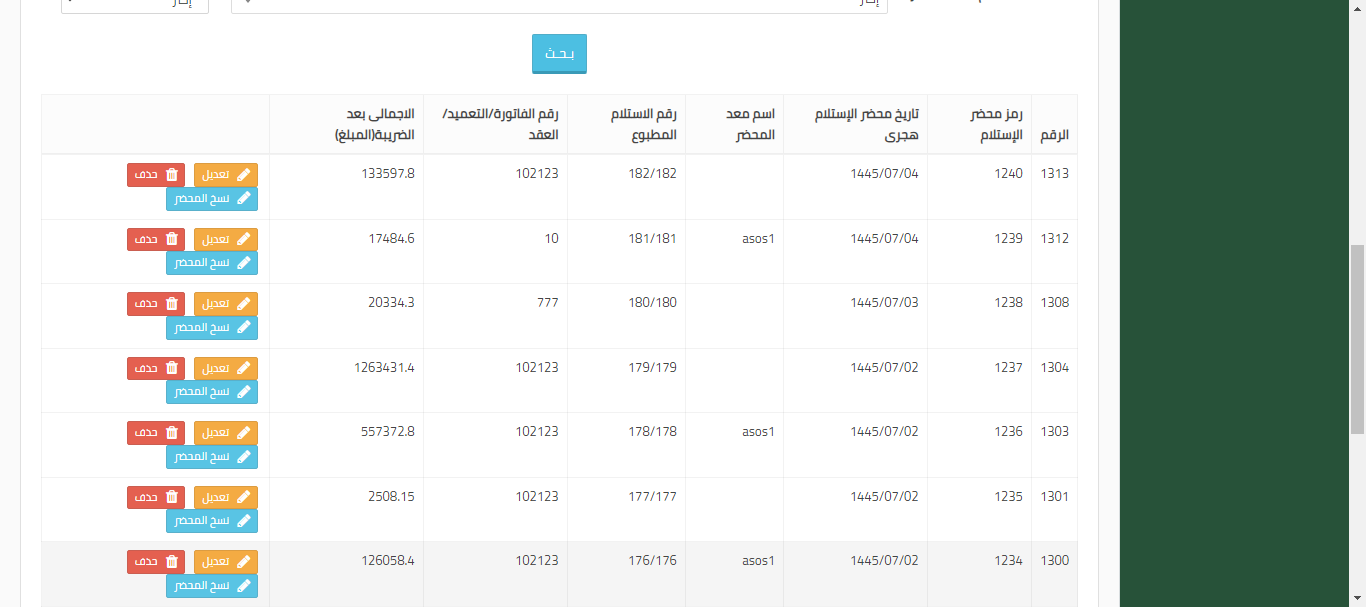 إختر
إختر
بـحـث
الرقم
رمز محضر الإستلام
تاريخ محضر الإستلام هجرى
اسم معد المحضر
رقم الاستلام المطبوع
رقم الفاتورة/التعميد/العقد
الاجمالى بعد الضريبة(المبلغ)
1313 1240 1445/07/04 182/182 102123 133597.8 تعديل حذف
نسخ المحضر
1312 1239 1445/07/04 asos1 181/181 10 17484.6 تعديل حذف
نسخ المحضر
1308 1238 1445/07/03 180/180 777 20334.3 تعديل حذف
نسخ المحضر
1304 1237 1445/07/02 179/179 102123 1263431.4 تعديل حذف
نسخ المحضر
1303 1236 1445/07/02 asos1 178/178 102123 557372.8 تعديل حذف
نسخ المحضر
1301 1235 1445/07/02 177/177 102123 2508.15 تعديل حذف
نسخ المحضر
1300 1234 1445/07/02 asos1 176/176 102123 126058.4 تعديل حذف
نسخ المحضر